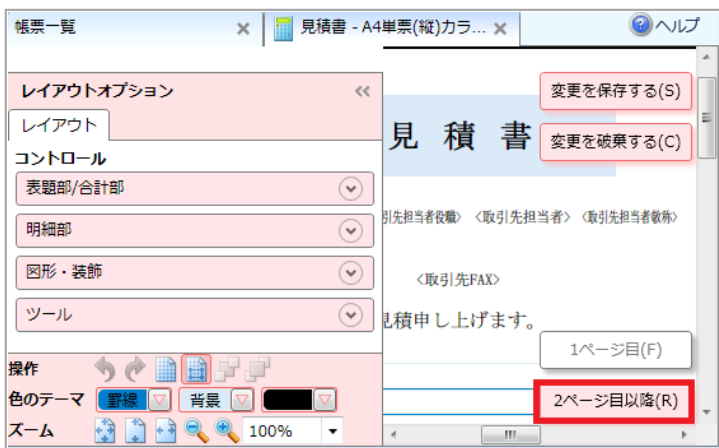 帳票一覧
見積書 - A4単票(縦)カラ...
ヘルプ
レイアウトオプション
変更を保存する(S)
レイアウト
見 積 書
変更を破棄する(C)
コントロール
表題部/合計部
明細部
引先担当者役職〉 〈取引先担当者〉 〈取引先担当者敬称〉
図形・装飾
〈取引先FAX〉
ツール
見積申し上げます。
1ページ目(F)
操作
色のテーマ 罫線 背景
2ページ目以降(R)
ズーム 100%